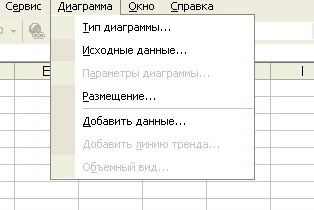 Сервис Диаграмма Окно Справка
Тип диаграммы...
Исходные данные...
Параметры диаграммы...
Размещение...
Добавить данные...
Добавить линию тренда...
Объемный вид...
E I